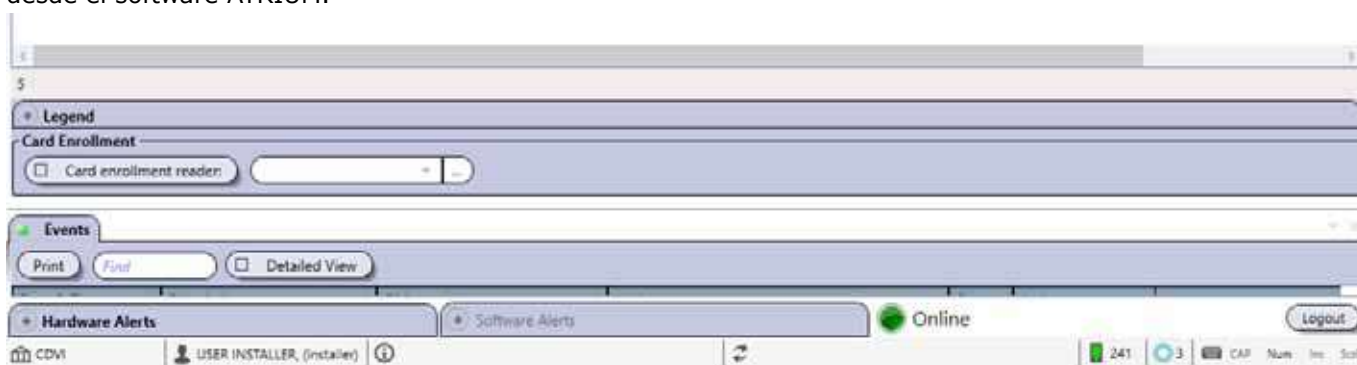 desde el software ATRIUM.
5
Legend
Card Enrollment
Card enrollment reader: ...
Events
Print Find Detailed View
Hardware Alerts Software Alerts Online Logout
CDVI USER INSTALLER, (installer) 241 3 CAP Num Ins